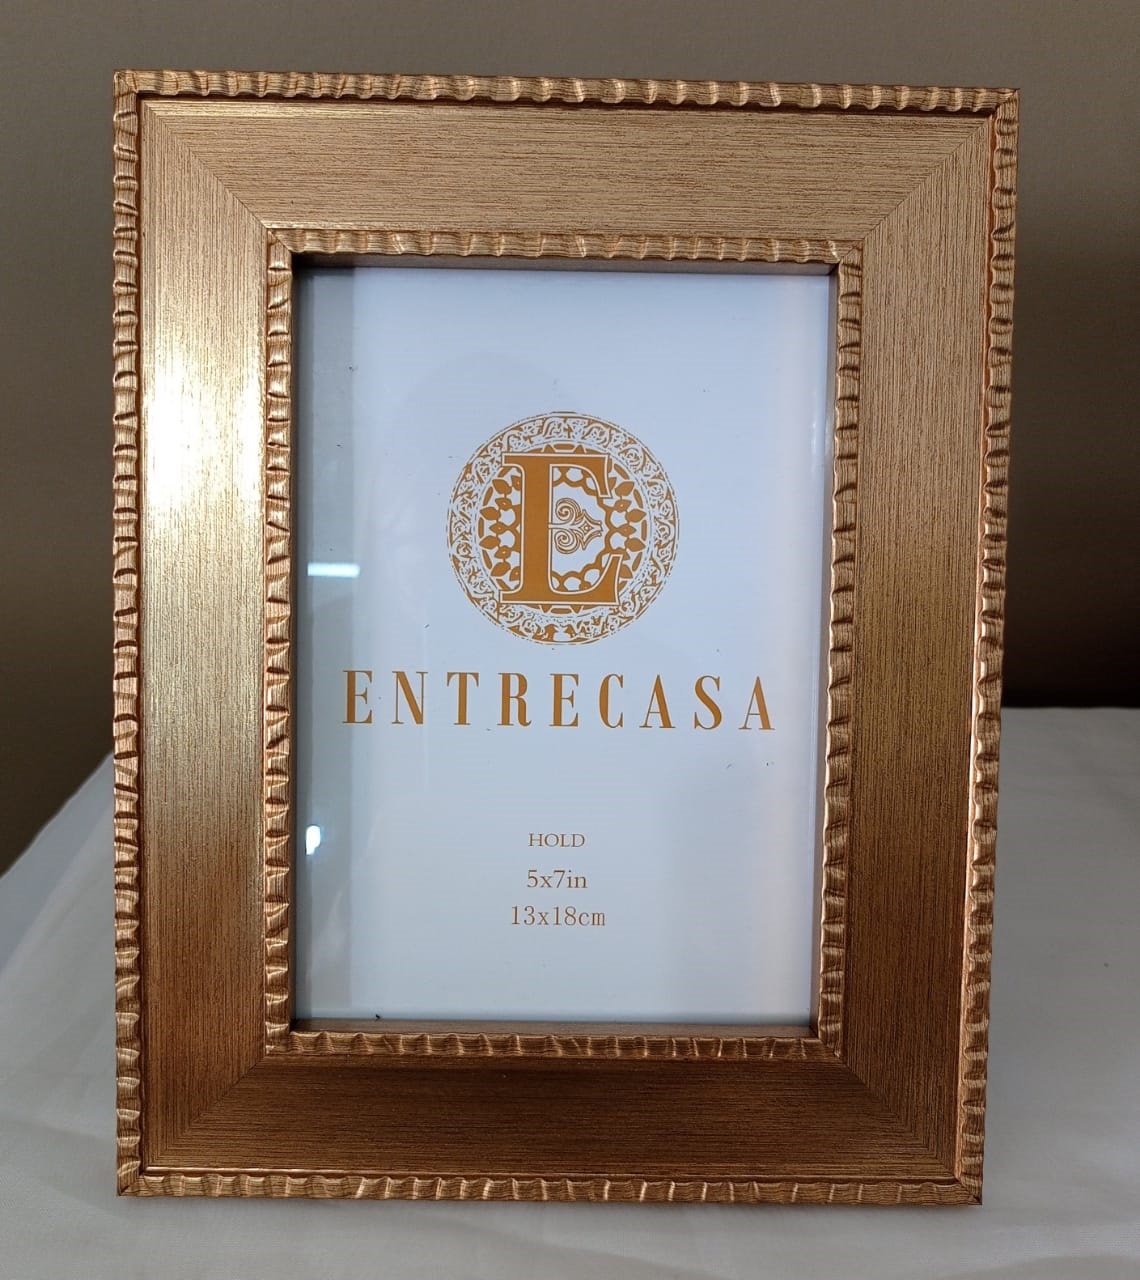 E
ENTRECASA
HOLD
5x7in
13x18cm